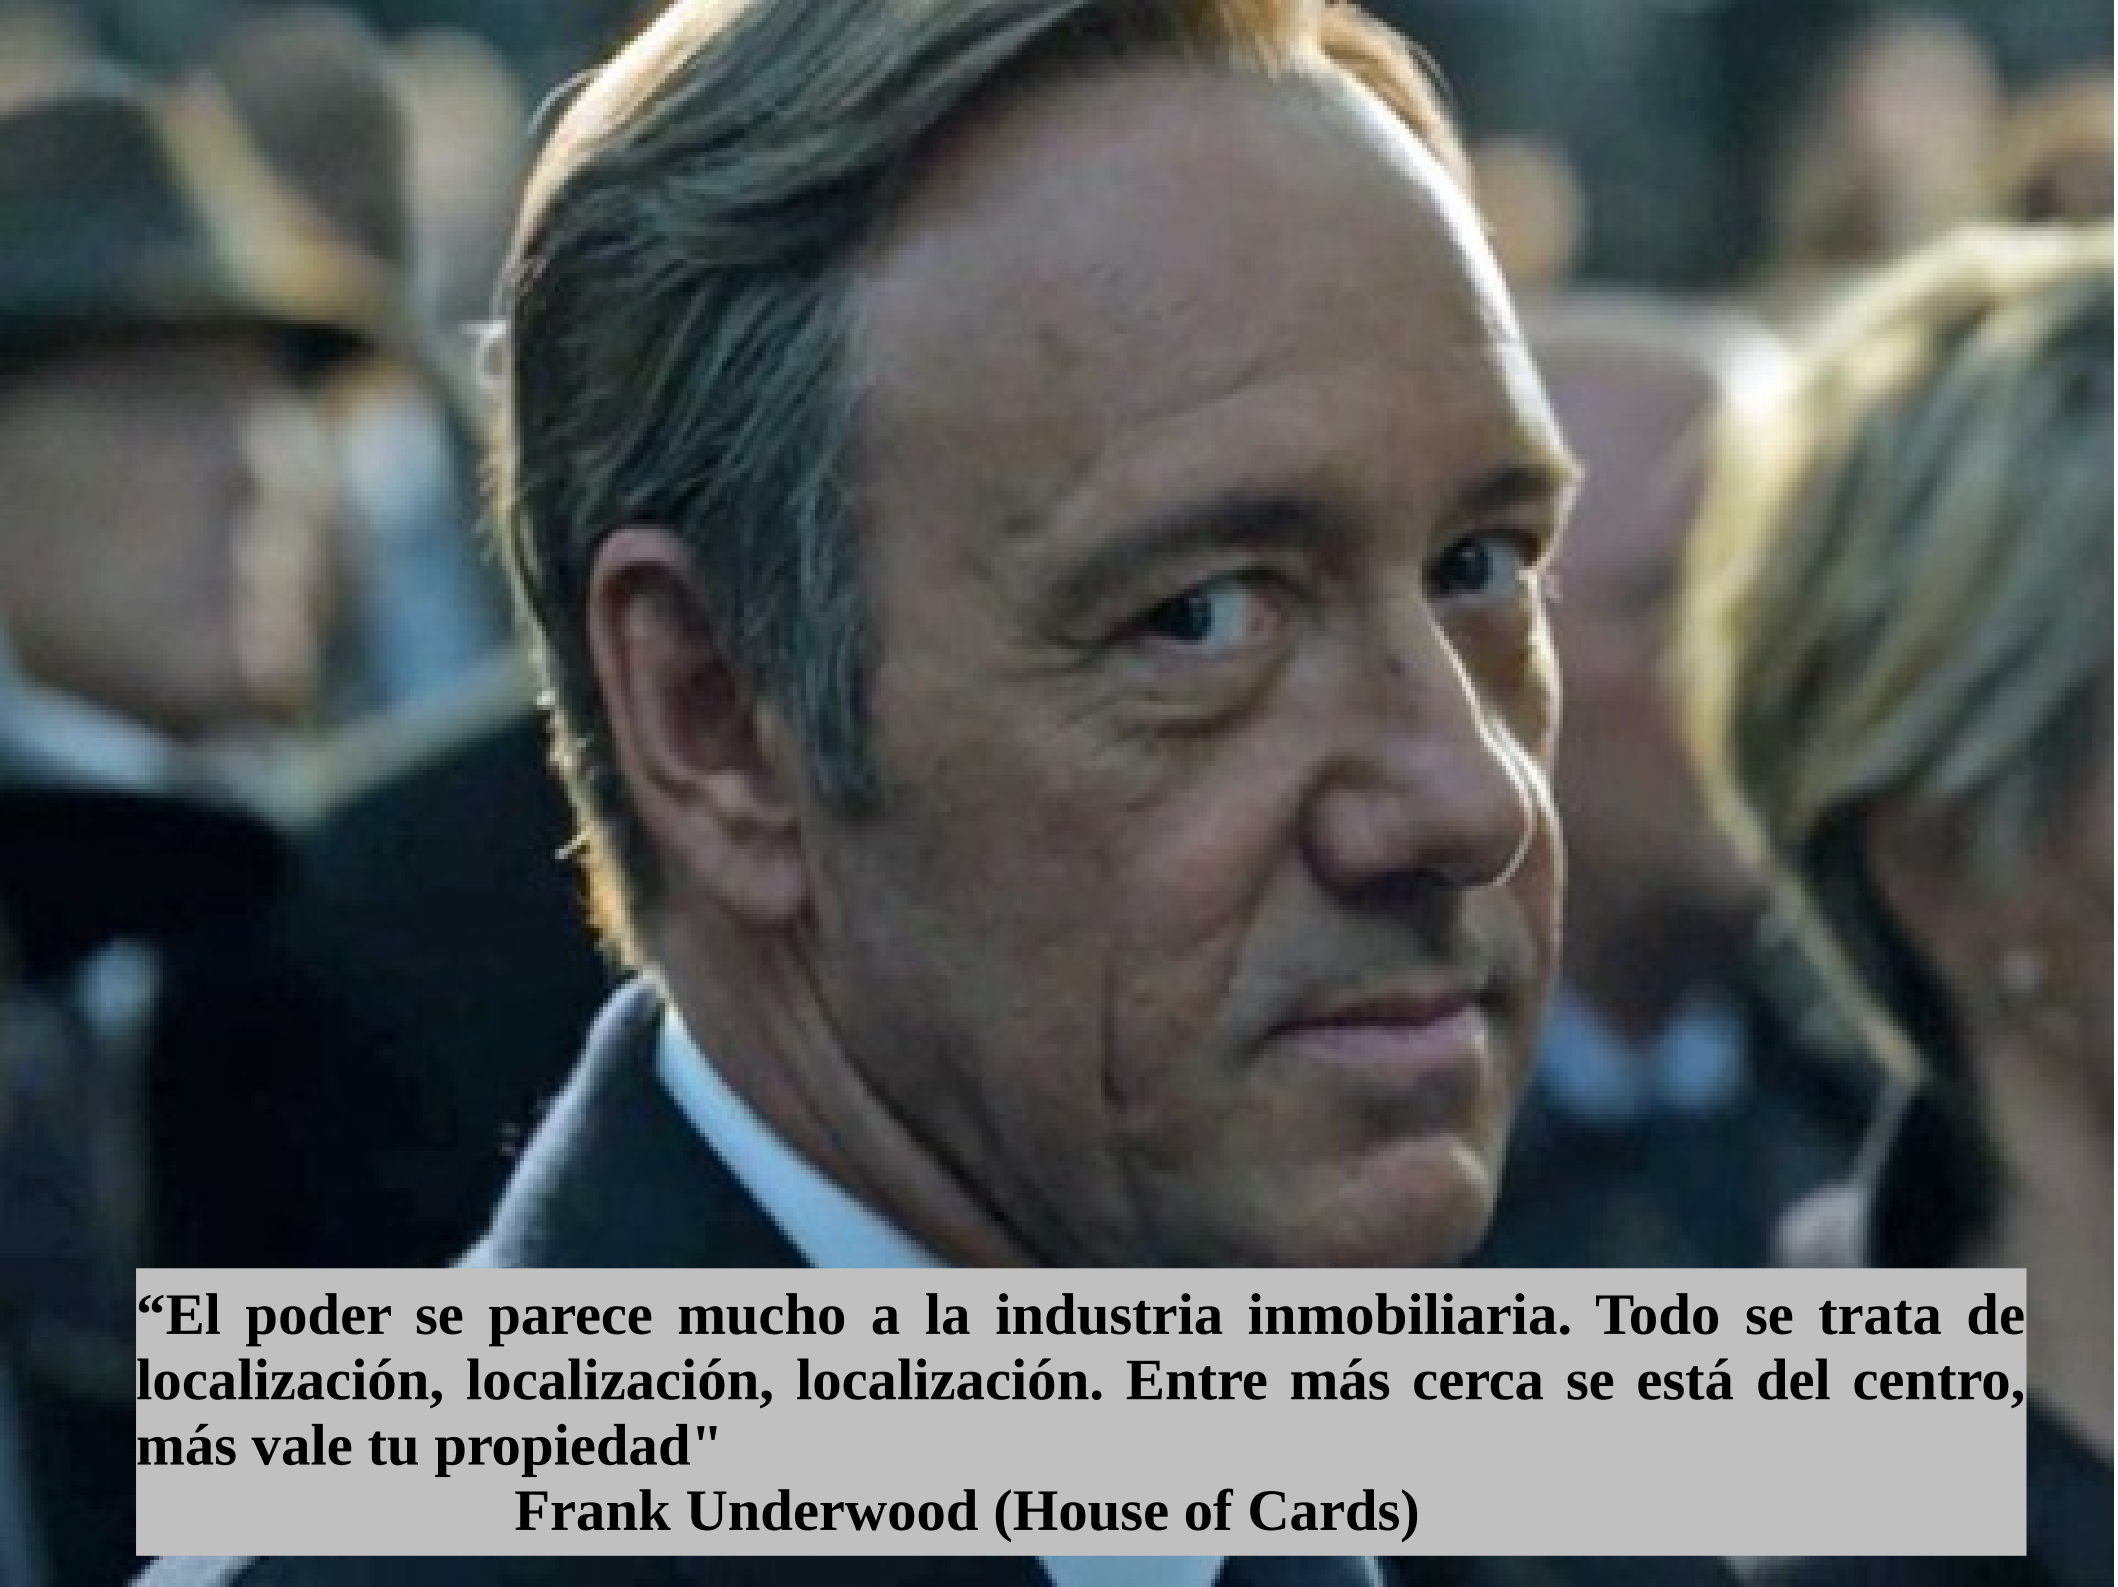 “El poder se parece mucho a la industria inmobiliaria. Todo se trata de
localización, localización, localización. Entre más cerca se está del centro,
más vale tu propiedad"
Frank Underwood (House of Cards)